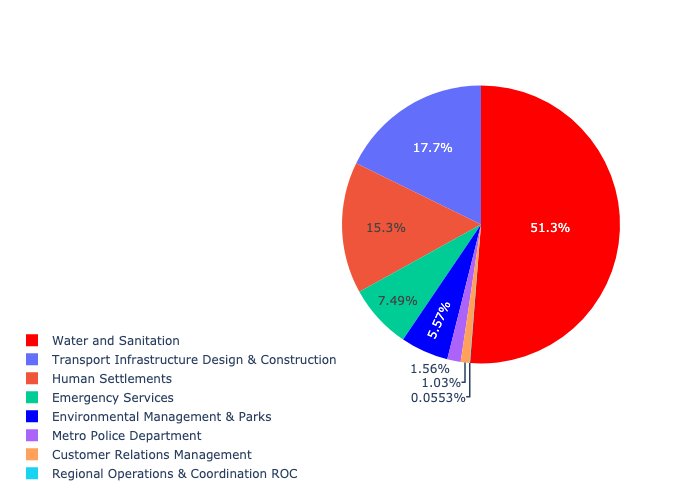 17.7%
51.3%
15.3%
7.49%
5.57%
1.56%
1.03%
0.0553%
Water and Sanitation
Transport Infrastructure Design & Construction
Human Settlements
Emergency Services
Environmental Management & Parks
Metro Police Department
Customer Relations Management
Regional Operations & Coordination ROC